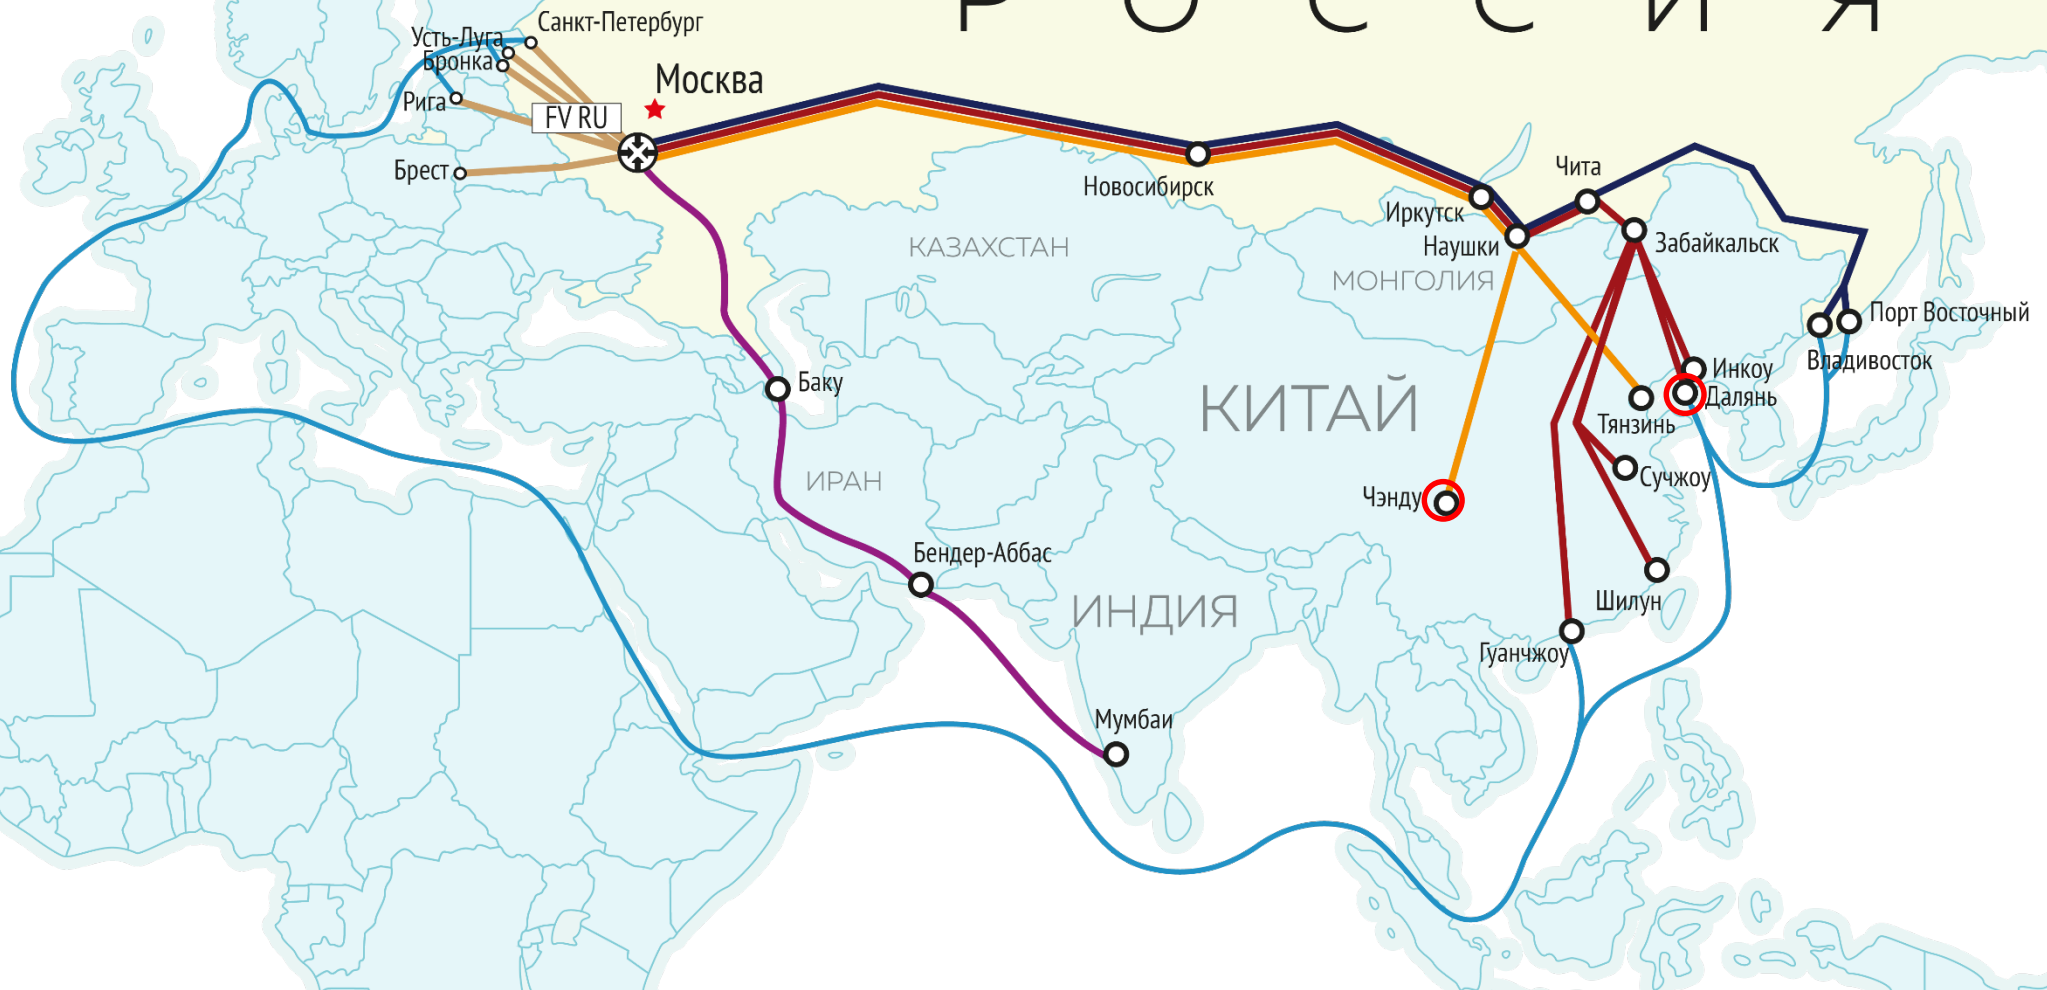 РОССИЯ
Санкт-Петербург
Усть-Луга
Бронка
Москва
Рига
FV RU
Брест
Новосибирск
Чита
Иркутск
Наушки
Забайкальск
КАЗАХСТАН
МОНГОЛИЯ
Порт Восточный
Владивосток
Баку
Инкоу
Далянь
КИТАЙ
Тянзинь
ИРАН
Сучжоу
Чэнду
Бендер-Аббас
ИНДИЯ
Шилун
Гуанчжоу
Мумбаи